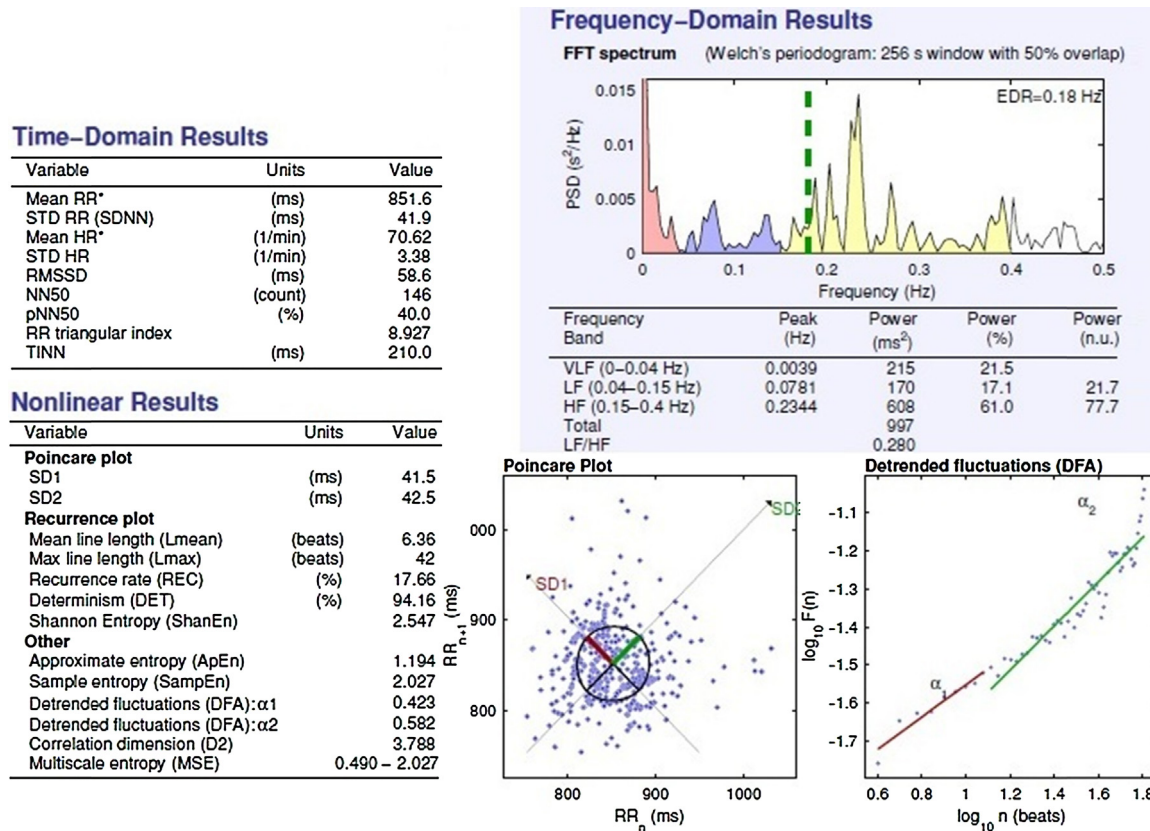 Time–Domain Results
Variable Units Value
Mean RR* (ms) 851.6
STD RR (SDNN) (ms) 41.9
Mean HR* (1/min) 70.62
STD HR (1/min) 3.38
RMSSD (ms) 58.6
NN50 (count) 146
pNN50 (%) 40.0
RR triangular index 8.927
TINN (ms) 210.0
Nonlinear Results
Variable Units Value
Poincare plot
SD1 (ms) 41.5
SD2 (ms) 42.5
Recurrence plot
Mean line length (Lmean) (beats) 6.36
Max line length (Lmax) (beats) 42
Recurrence rate (REC) (%) 17.66
Determinism (DET) (%) 94.16
Shannon Entropy (ShanEn) 2.547
Other
Approximate entropy (ApEn) 1.194
Sample entropy (SampEn) 2.027
Detrended fluctuations (DFA): α1 0.423
Detrended fluctuations (DFA): α2 0.582
Correlation dimension (D2) 3.788
Multiscale entropy (MSE) 0.490 – 2.027
Frequency–Domain Results
FFT spectrum (Welch's periodogram: 256 s window with 50% overlap)
EDR=0.18 Hz
PSD (s²/Hz)
0.015
0.01
0.005
0
0 0.1 0.2 0.3 0.4 0.5
Frequency (Hz)
Frequency Peak Power Power Power
Band (Hz) (ms²) (%) (n.u.)
VLF (0–0.04 Hz) 0.0039 215 21.5
LF (0.04–0.15 Hz) 0.0781 170 17.1 21.7
HF (0.15–0.4 Hz) 0.2344 608 61.0 77.7
Total 997
LF/HF 0.280
Poincare Plot
SD1
RRₙ₊₁ (ms)
000
900
800
800 900 1000
RRₙ (ms)
Detrended fluctuations (DFA)
α₂
α₁
log₁₀ F(n)
-1.1
-1.2
-1.3
-1.4
-1.5
-1.6
-1.7
0.6 0.8 1 1.2 1.4 1.6 1.8
log₁₀ n (beats)